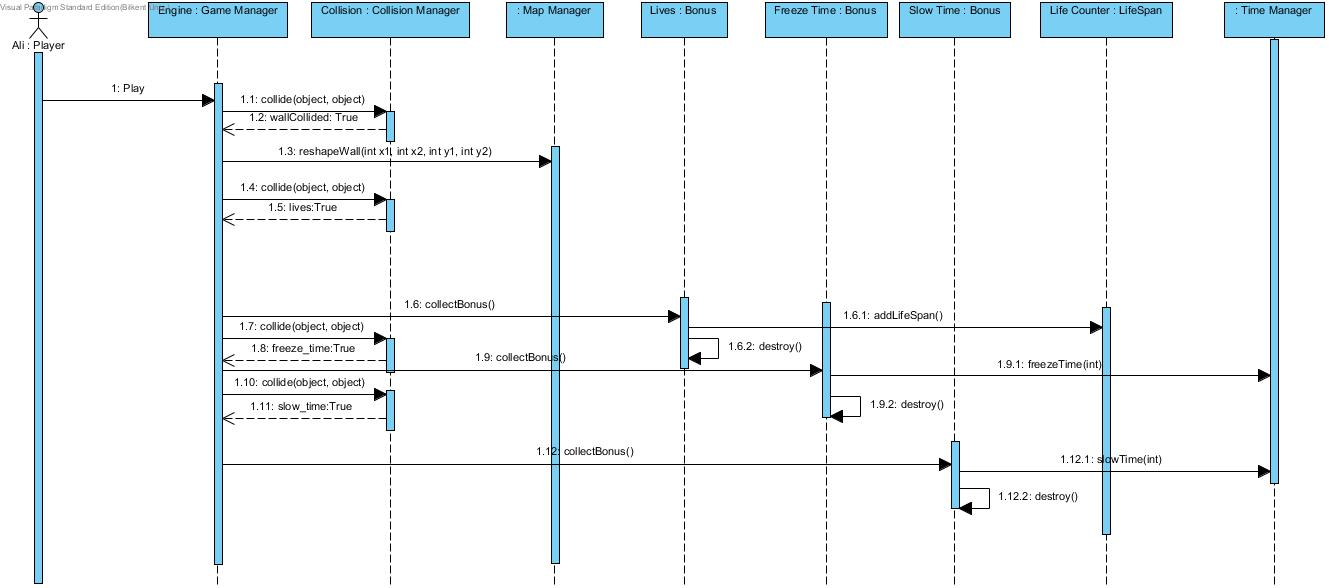 Visual Paradigm Standard Edition(Bilkent Un
Ali : Player
Engine : Game Manager
Collision : Collision Manager
: Map Manager
Lives : Bonus
Freeze Time : Bonus
Slow Time : Bonus
Life Counter : LifeSpan
: Time Manager
1: Play
1.1: collide(object, object)
1.2: wallCollided: True
1.3: reshapeWall(int x1, int x2, int y1, int y2)
1.4: collide(object, object)
1.5: lives:True
1.6: collectBonus()
1.6.1: addLifeSpan()
1.7: collide(object, object)
1.6.2: destroy()
1.8: freeze_time:True
1.9: collectBonus()
1.9.1: freezeTime(int)
1.10: collide(object, object)
1.11: slow_time:True
1.9.2: destroy()
1.12: collectBonus()
1.12.1: slowTime(int)
1.12.2: destroy()